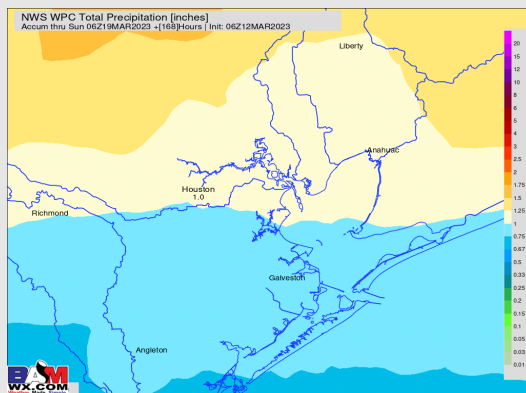 NWS WPC Total Precipitation [inches]
Accum thru Sun 06Z19MAR2023 +[168]Hours | Init: 06Z12MAR2023
Liberty
Anahuac
Houston
1.0
Richmond
Galveston
Angleton
20
15
12
10
8
6
5
4
3
2.5
2
1.75
1.5
1.25
1
0.75
0.67
0.5
0.33
0.25
0.2
0.15
0.1
0.05
0.03
0.01
BAM
WX.COM
Weather Made Simple